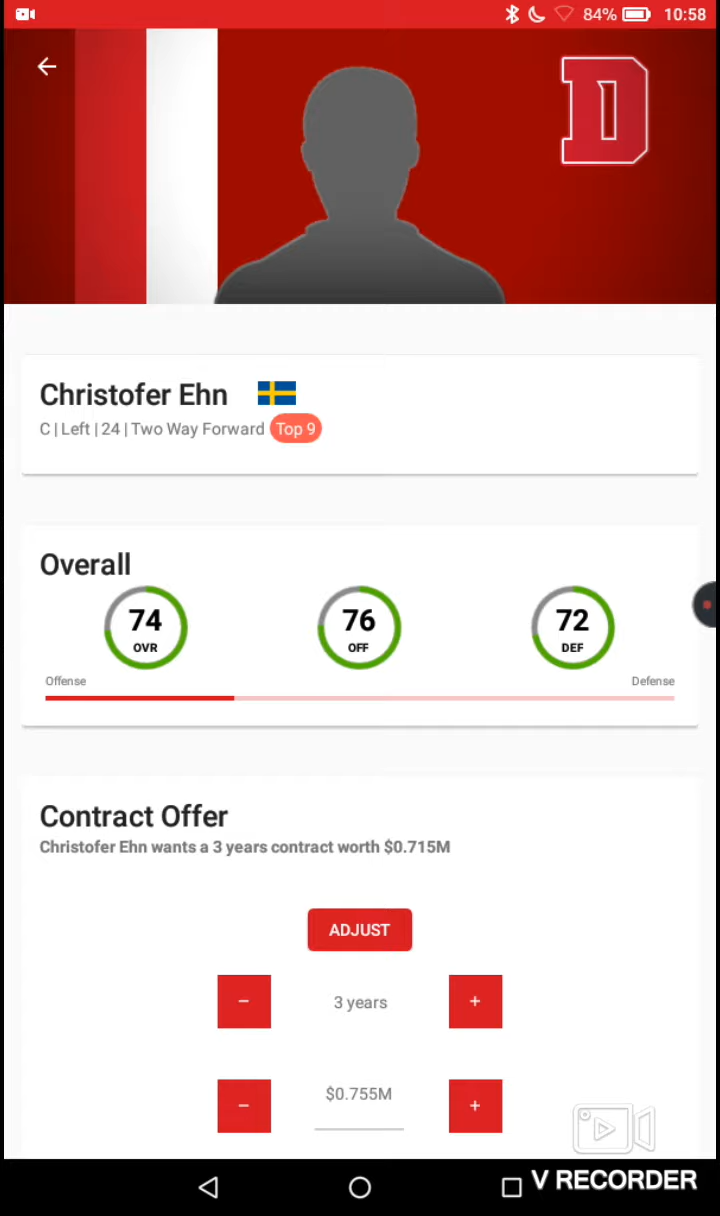 84% 10:58
D
Christofer Ehn
C | Left | 24 | Two Way Forward Top 9
Overall
74 76 72
OVR OFF DEF
Offense Defense
Contract Offer
Christofer Ehn wants a 3 years contract worth $0.715M
ADJUST
− 3 years +
− $0.755M +
V RECORDER